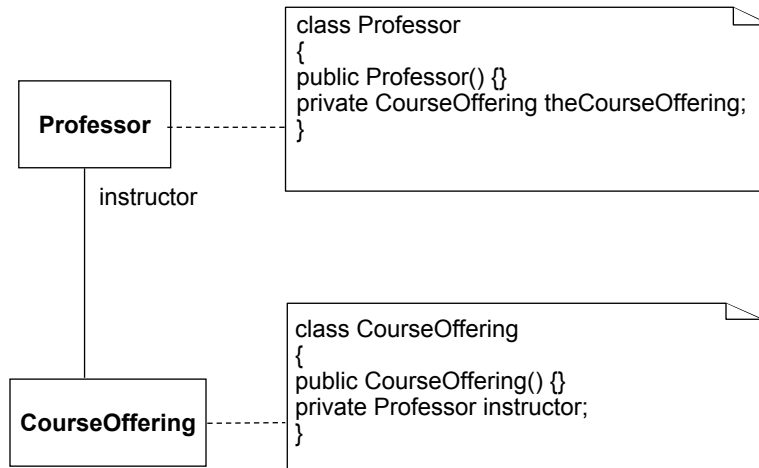 class Professor
{
public Professor() {}
private CourseOffering theCourseOffering;
}
Professor
instructor
class CourseOffering
{
public CourseOffering() {}
private Professor instructor;
}
CourseOffering